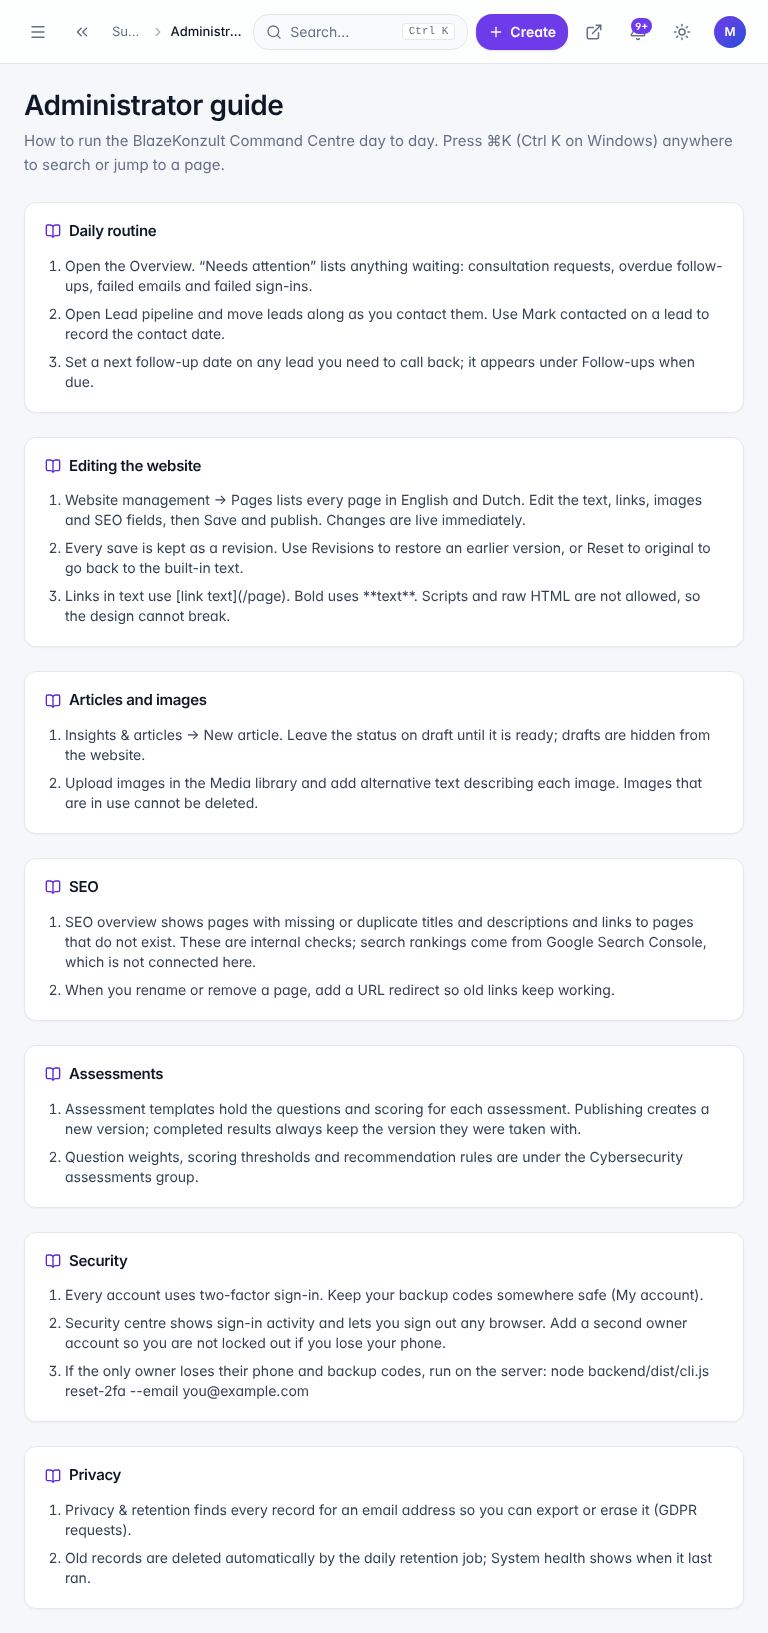 Su... > Administr... Search... Ctrl K + Create 9+ M
Administrator guide
How to run the BlazeKonzult Command Centre day to day. Press ⌘K (Ctrl K on Windows) anywhere
to search or jump to a page.
Daily routine
1. Open the Overview. “Needs attention” lists anything waiting: consultation requests, overdue follow-
ups, failed emails and failed sign-ins.
2. Open Lead pipeline and move leads along as you contact them. Use Mark contacted on a lead to
record the contact date.
3. Set a next follow-up date on any lead you need to call back; it appears under Follow-ups when
due.
Editing the website
1. Website management → Pages lists every page in English and Dutch. Edit the text, links, images
and SEO fields, then Save and publish. Changes are live immediately.
2. Every save is kept as a revision. Use Revisions to restore an earlier version, or Reset to original to
go back to the built-in text.
3. Links in text use [link text](/page). Bold uses **text**. Scripts and raw HTML are not allowed, so
the design cannot break.
Articles and images
1. Insights & articles → New article. Leave the status on draft until it is ready; drafts are hidden from
the website.
2. Upload images in the Media library and add alternative text describing each image. Images that
are in use cannot be deleted.
SEO
1. SEO overview shows pages with missing or duplicate titles and descriptions and links to pages
that do not exist. These are internal checks; search rankings come from Google Search Console,
which is not connected here.
2. When you rename or remove a page, add a URL redirect so old links keep working.
Assessments
1. Assessment templates hold the questions and scoring for each assessment. Publishing creates a
new version; completed results always keep the version they were taken with.
2. Question weights, scoring thresholds and recommendation rules are under the Cybersecurity
assessments group.
Security
1. Every account uses two-factor sign-in. Keep your backup codes somewhere safe (My account).
2. Security centre shows sign-in activity and lets you sign out any browser. Add a second owner
account so you are not locked out if you lose your phone.
3. If the only owner loses their phone and backup codes, run on the server: node backend/dist/cli.js
reset-2fa --email you@example.com
Privacy
1. Privacy & retention finds every record for an email address so you can export or erase it (GDPR
requests).
2. Old records are deleted automatically by the daily retention job; System health shows when it last
ran.